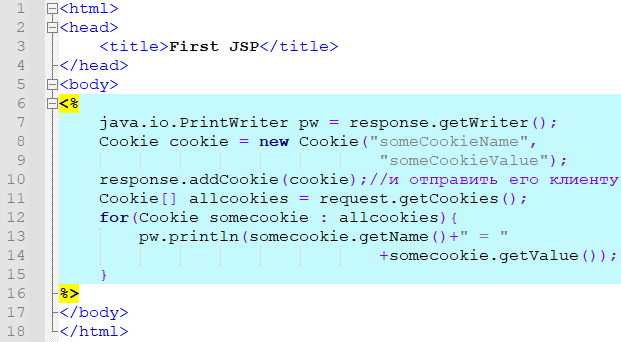 1 <html>
2 <head>
3     <title>First JSP</title>
4 </head>
5 <body>
6 <%
7     java.io.PrintWriter pw = response.getWriter();
8     Cookie cookie = new Cookie("someCookieName",
9                                 "someCookieValue");
10     response.addCookie(cookie);//и отправить его клиенту
11     Cookie[] allcookies = request.getCookies();
12     for(Cookie somecookie : allcookies){
13         pw.println(somecookie.getName()+" = "
14                                 +somecookie.getValue());
15     }
16 %>
17 </body>
18 </html>